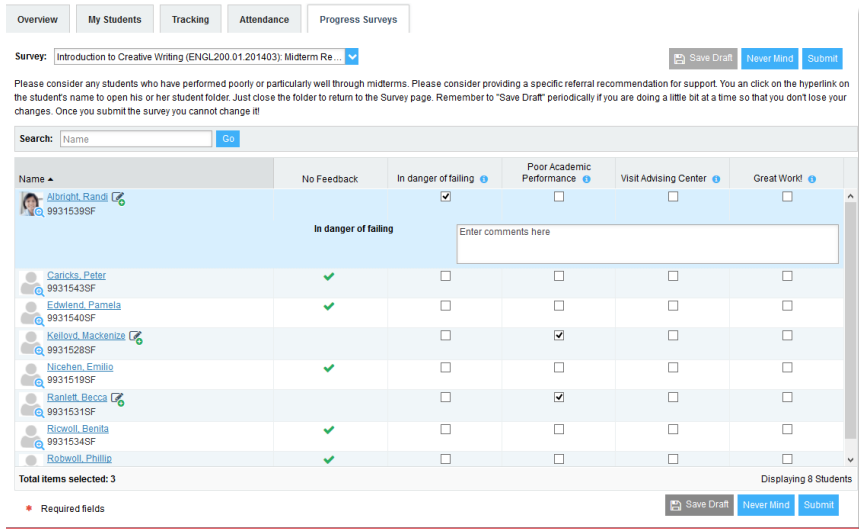 Overview My Students Tracking Attendance Progress Surveys
Survey: Introduction to Creative Writing (ENGL200.01.201403): Midterm Re... Save Draft Never Mind Submit
Please consider any students who have performed poorly or particularly well through midterms. Please consider providing a specific referral recommendation for support. You an click on the hyperlink on
the student's name to open his or her student folder. Just close the folder to return to the Survey page. Remember to "Save Draft" periodically if you are doing a little bit at a time so that you don't lose your
changes. Once you submit the survey you cannot change it!
Search: Name Go
Name No Feedback In danger of failing Poor Academic Performance Visit Advising Center Great Work!
Albright, Randi
9931539SF
In danger of failing Enter comments here
Caricks, Peter
9931543SF
Edwlend, Pamela
9931540SF
Keiloyd, Mackenize
9931528SF
Nicehen, Emilio
9931519SF
Ranlett, Becca
9931531SF
Ricwoll, Benita
9931534SF
Robwoll, Phillip
Total items selected: 3 Displaying 8 Students
* Required fields Save Draft Never Mind Submit